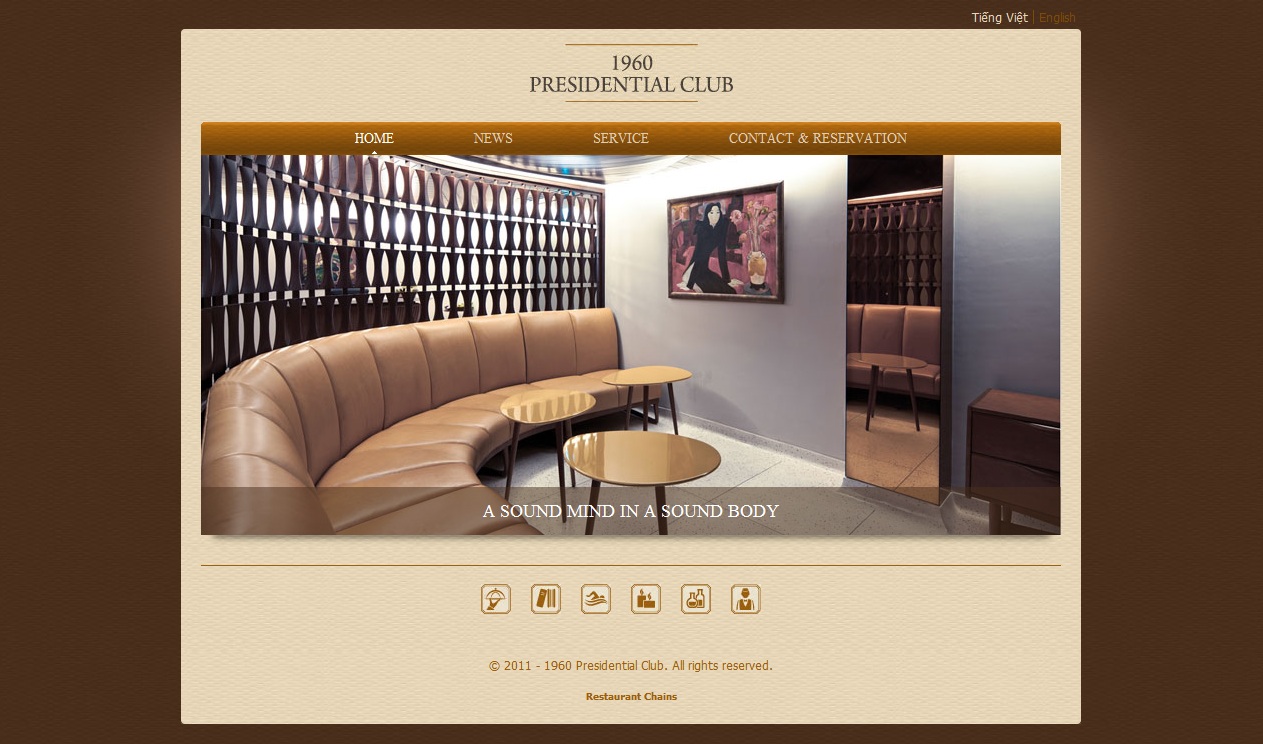 Tiếng Việt | English
1960
PRESIDENTIAL CLUB
HOME NEWS SERVICE CONTACT & RESERVATION
A SOUND MIND IN A SOUND BODY
© 2011 - 1960 Presidential Club. All rights reserved.
Restaurant Chains